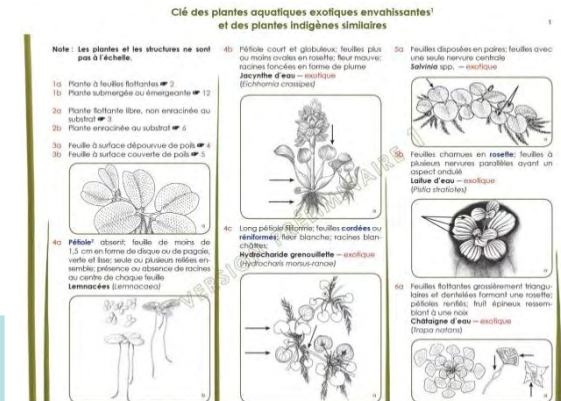 Clé des plantes aquatiques exotiques envahissantes¹
et des plantes indigènes similaires
1
Note : Les plantes et les structures ne sont
pas à l'échelle.
1a Plante à feuilles flottantes ☛ 2
1b Plante submergée ou émergeante ☛ 12
2a Plante flottante libre, non enracinée au
substrat ☛ 3
2b Plante enracinée au substrat ☛ 6
3a Feuille à surface dépourvue de poils ☛ 4
3b Feuille à surface couverte de poils ☛ 5
4a Pétiole² absent; feuille de moins de
1,5 cm en forme de disque ou de pagaie,
verte et lisse; seule ou plusieurs reliées en-
semble; présence ou absence de racines
au centre de chaque feuille
Lemnacées (Lemnacaea)
4b Pétiole court et globuleux; feuilles plus
ou moins ovales en rosette; fleur mauve;
racines foncées en forme de plume
Jacynthe d'eau — exotique
(Eichhornia crassipes)
4c Long pétiole filiforme; feuilles cordées ou
réniformes; fleur blanche; racines blan-
châtres
Hydrocharide grenouillette — exotique
(Hydrocharis morsus-ranae)
5a Feuilles disposées en paires; feuilles avec
une seule nervure centrale
Salvinia spp. — exotique
5b Feuilles charnues en rosette; feuilles à
plusieurs nervures parallèles ayant un
aspect ondulé
Laitue d'eau — exotique
(Pistia stratiotes)
6a Feuilles flottantes grossièrement triangu-
laires et dentelées formant une rosette;
pétioles renflés; fruit épineux ressem-
blant à une noix
Châtaigne d'eau — exotique
(Trapa natans)
VERSION PRÉLIMINAIRE 1